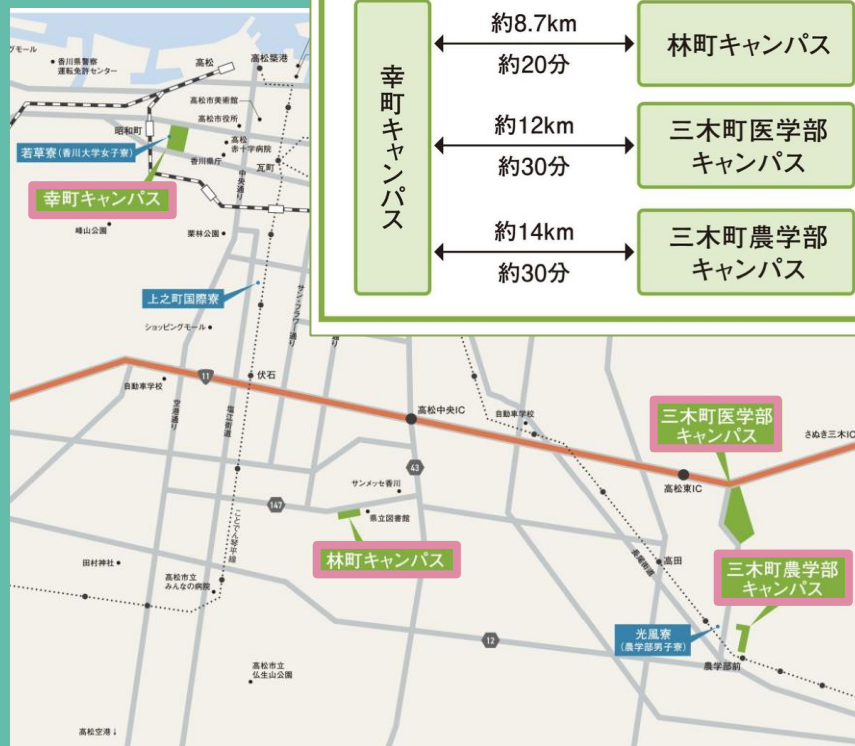 約8.7km
約20分
林町キャンパス
幸町キャンパス
約12km
約30分
三木町医学部
キャンパス
約14km
約30分
三木町農学部
キャンパス
グモール
香川県警察
運転免許センター
高松
高松築港
高松市美術館
高松市役所
昭和町
高松
赤十字病院
若草寮(香川大学女子寮)
香川県庁
瓦町
中央通り
幸町キャンパス
峰山公園
栗林公園
上之町国際寮
サン・フラワー通り
ショッピングモール
11
伏石
自動車学校
空港通り
塩江街道
高松中央IC
自動車学校
三木町医学部
キャンパス
さぬき三木IC
高松東IC
43
サンメッセ香川
147
県立図書館
ことでん琴平線
林町キャンパス
長尾街道
高田
田村神社
高松市立
みんなの病院
三木町農学部
キャンパス
光風寮
(農学部男子寮)
12
農学部前
高松市立
仏生山公園
高松空港↓